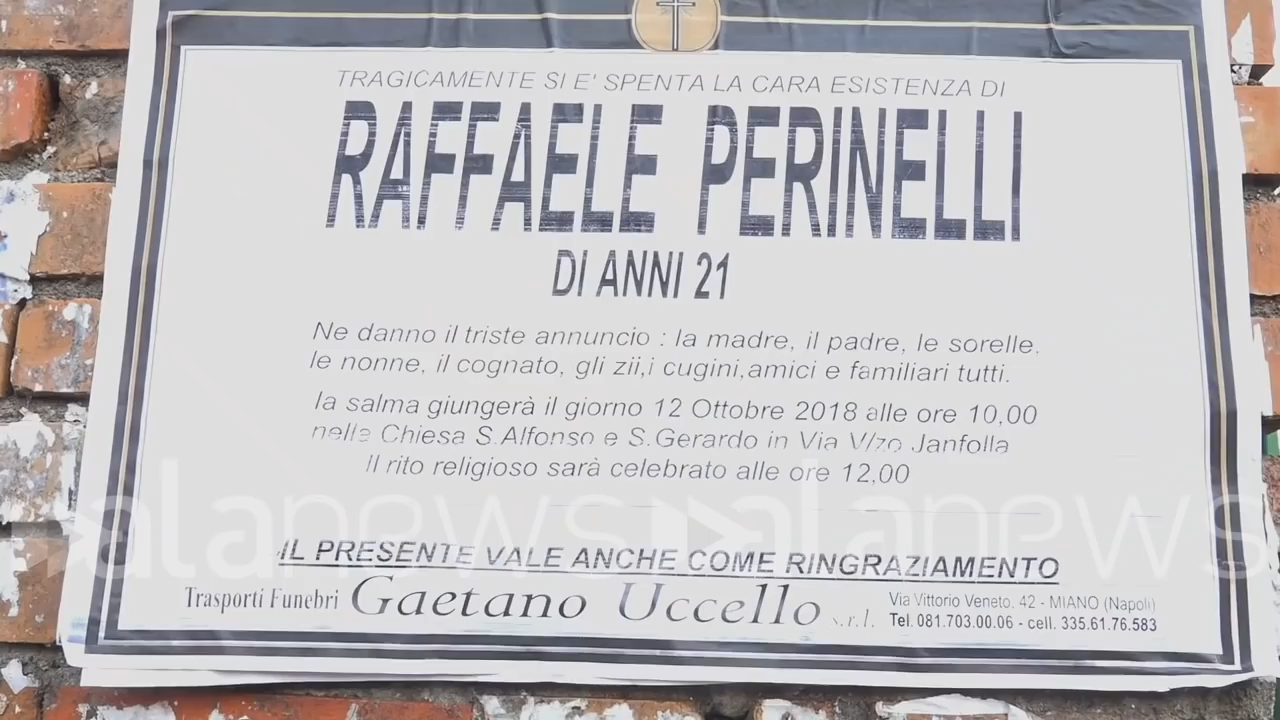 TRAGICAMENTE SI E' SPENTA LA CARA ESISTENZA DI
RAFFAELE PERINELLI
DI ANNI 21
Ne danno il triste annuncio : la madre, il padre, le sorelle.
le nonne, il cognato, gli zii,i cugini,amici e familiari tutti.
la salma giungerà il giorno 12 Ottobre 2018 alle ore 10,00
nella Chiesa S.Alfonso e S.Gerardo in Via V/zo Janfolla
Il rito religioso sarà celebrato alle ore 12,00
alanews alanews
IL PRESENTE VALE ANCHE COME RINGRAZIAMENTO
Trasporti Funebri Gaetano Uccello s.r.l.
Via Vittorio Veneto. 42 - MIANO (Napoli)
Tel. 081.703.00.06 - cell. 335.61.76.583